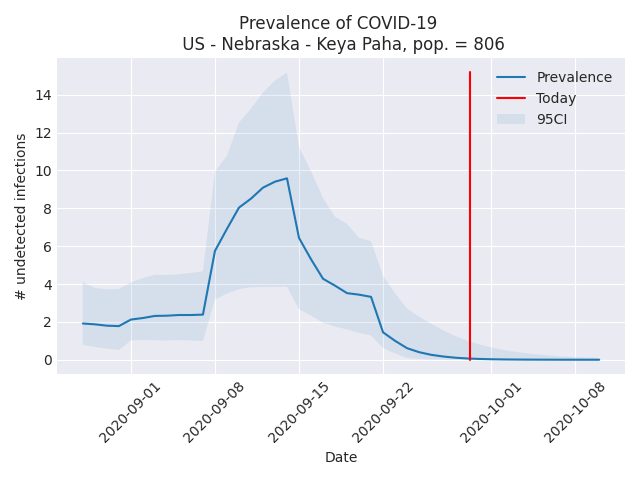 Prevalence of COVID-19
US - Nebraska - Keya Paha, pop. = 806
Prevalence
Today
95CI
# undetected infections
14
12
10
8
6
4
2
0
2020-09-01
2020-09-08
2020-09-15
2020-09-22
2020-10-01
2020-10-08
Date